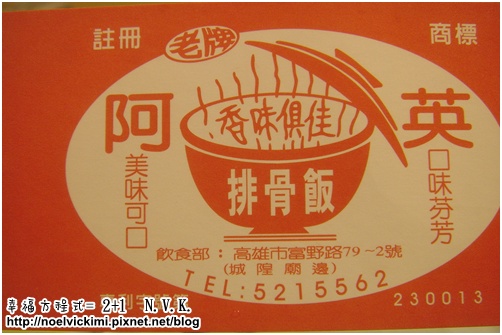 註冊 商標
老牌
阿英
香味俱佳
排骨飯
美味可口
口味芬芳
飲食部：高雄市富野路79～2號
(城隍廟邊)
TEL:5215562
230013
幸福方程式= 2+1 N.V.K.
http://noelvickimi.pixnet.net/blog